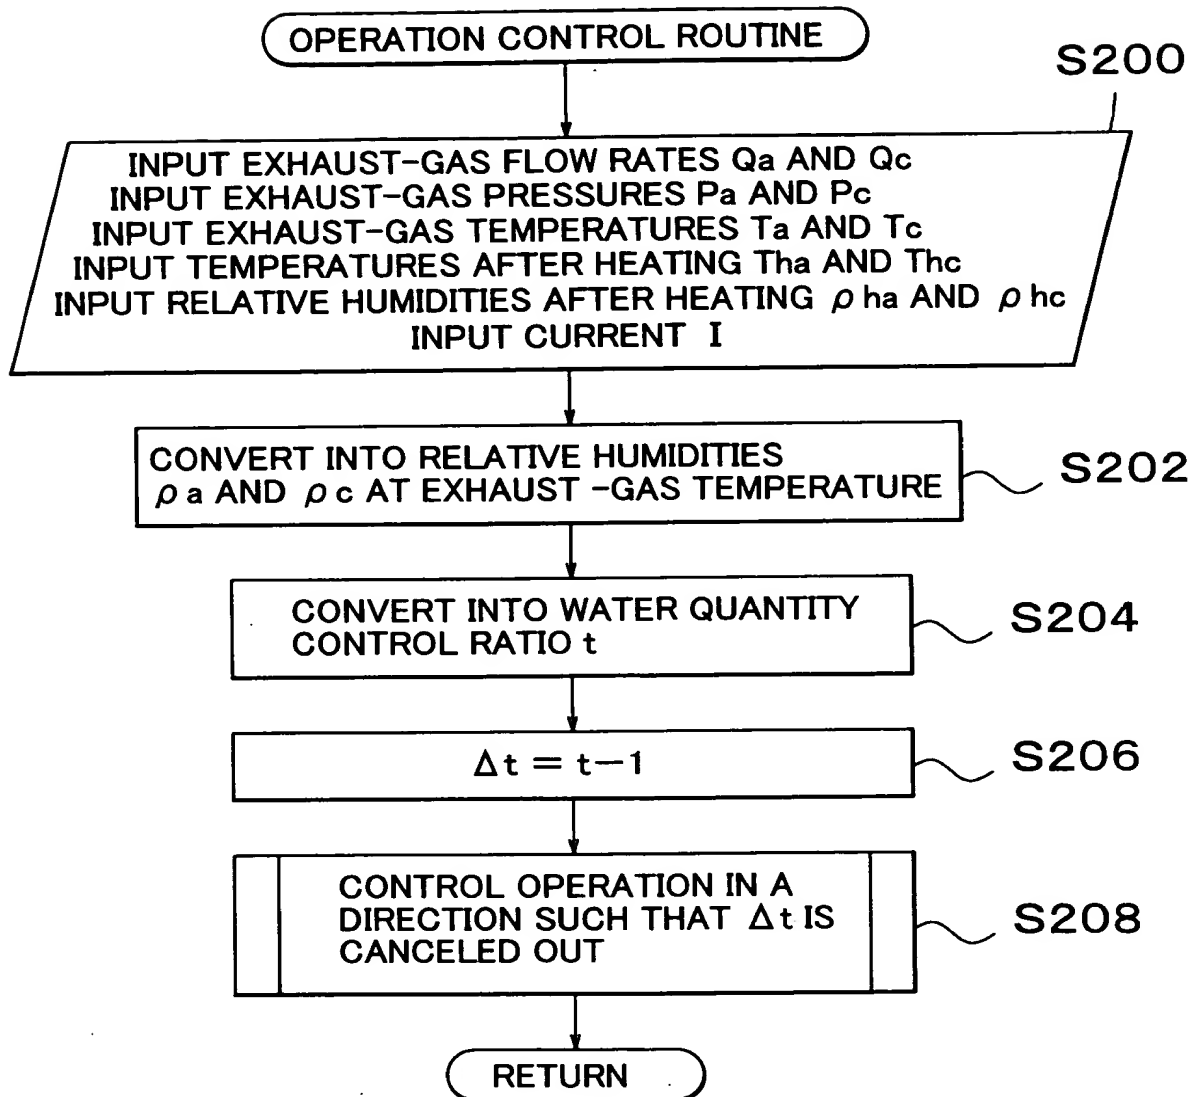 OPERATION CONTROL ROUTINE
S200
INPUT EXHAUST-GAS FLOW RATES Qa AND Qc
INPUT EXHAUST-GAS PRESSURES Pa AND Pc
INPUT EXHAUST-GAS TEMPERATURES Ta AND Tc
INPUT TEMPERATURES AFTER HEATING Tha AND Thc
INPUT RELATIVE HUMIDITIES AFTER HEATING ρha AND ρhc
INPUT CURRENT I
CONVERT INTO RELATIVE HUMIDITIES
ρa AND ρc AT EXHAUST -GAS TEMPERATURE
S202
CONVERT INTO WATER QUANTITY
CONTROL RATIO t
S204
Δt = t-1
S206
CONTROL OPERATION IN A
DIRECTION SUCH THAT Δt IS
CANCELED OUT
S208
RETURN